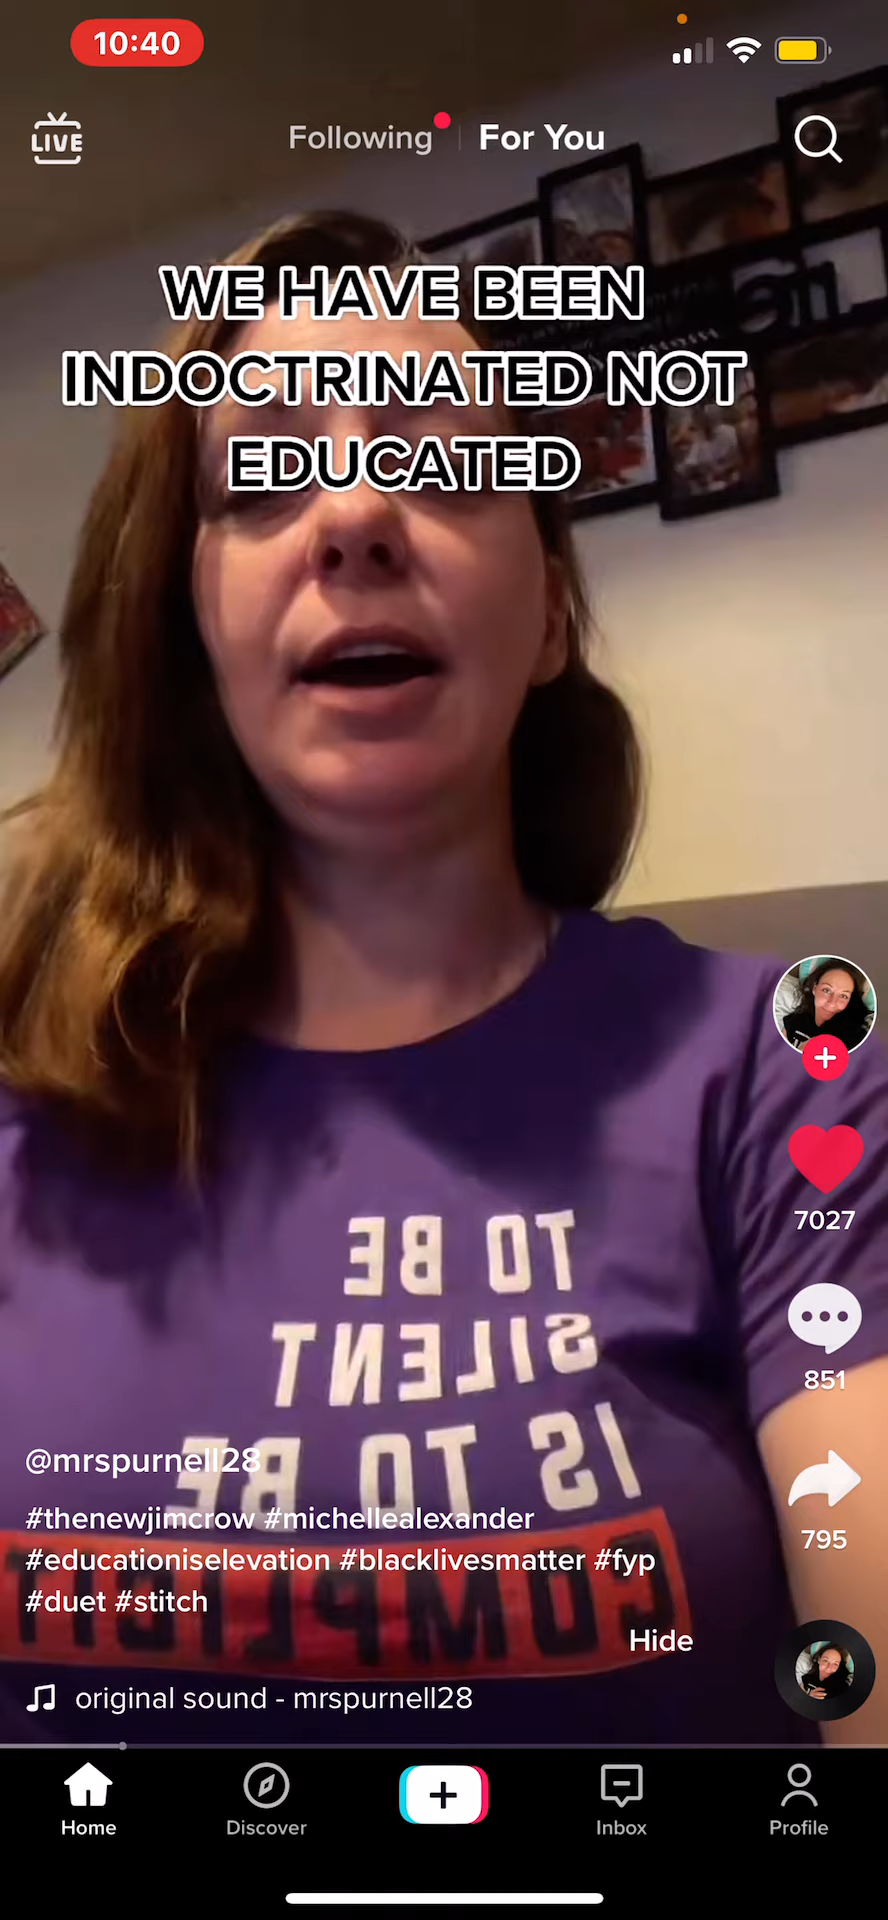 10:40
LIVE
Following
For You
WE HAVE BEEN
INDOCTRINATED NOT
EDUCATED
TO BE
SILENT
IS TO BE
COMPLICIT
7027
851
795
@mrspurnell28
#thenewjimcrow #michellealexander
#educationiselevation #blacklivesmatter #fyp
#duet #stitch
Hide
original sound - mrspurnell28
Home
Discover
Inbox
Profile